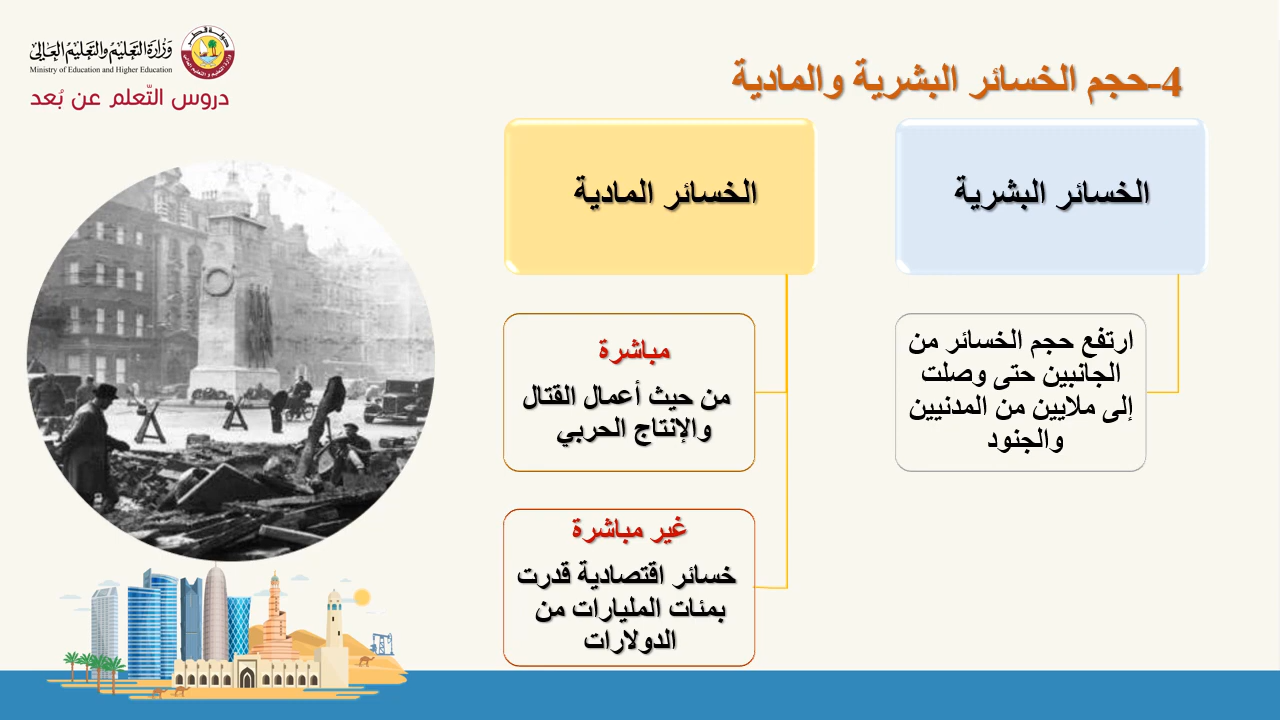 وزارة التعليم والتعليم العالي
Ministry of Education and Higher Education
دروس التّعلم عن بُعد
4-حجم الخسائر البشرية والمادية
الخسائر البشرية
ارتفع حجم الخسائر من
الجانبين حتى وصلت
إلى ملايين من المدنيين
والجنود
الخسائر المادية
مباشرة
من حيث أعمال القتال
والإنتاج الحربي
غير مباشرة
خسائر اقتصادية قدرت
بمئات المليارات من
الدولارات